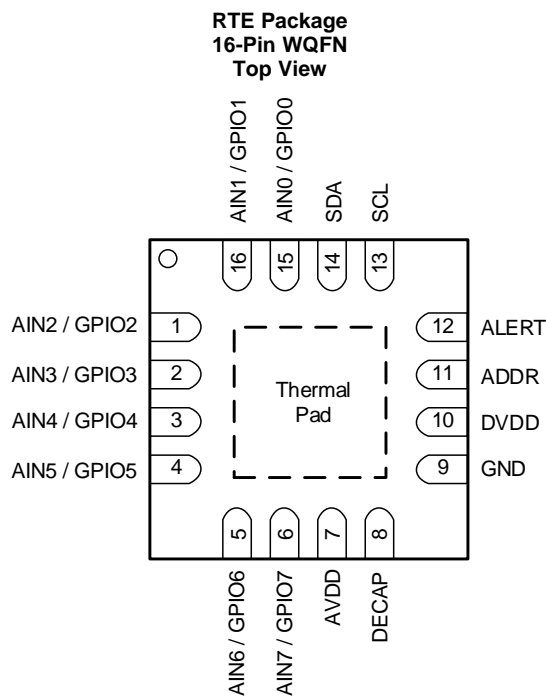 RTE Package
16-Pin WQFN
Top View
AIN1 / GPIO1
AIN0 / GPIO0
SDA
SCL
16
15
14
13
AIN2 / GPIO2 1
AIN3 / GPIO3 2
AIN4 / GPIO4 3
AIN5 / GPIO5 4
Thermal
Pad
12 ALERT
11 ADDR
10 DVDD
9 GND
5
6
7
8
AIN6 / GPIO6
AIN7 / GPIO7
AVDD
DECAP